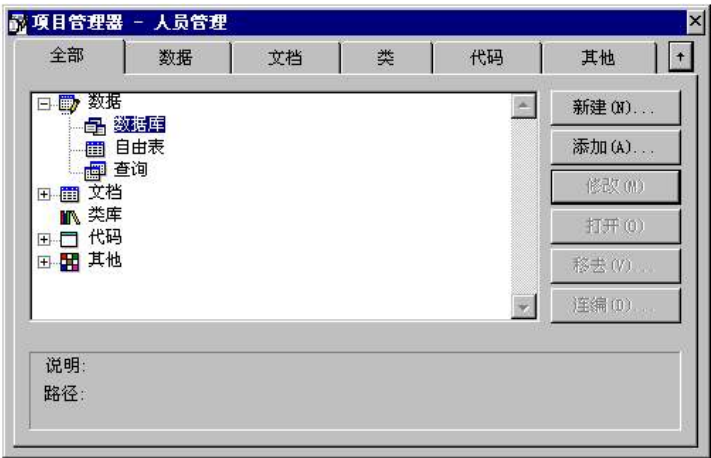 项目管理器 - 人员管理
全部 数据 文档 类 代码 其他
数据
数据库
自由表
查询
文档
类库
代码
其他
新建(N)...
添加(A)...
修改(M)
打开(O)
移去(V)...
连编(D)...
说明:
路径: